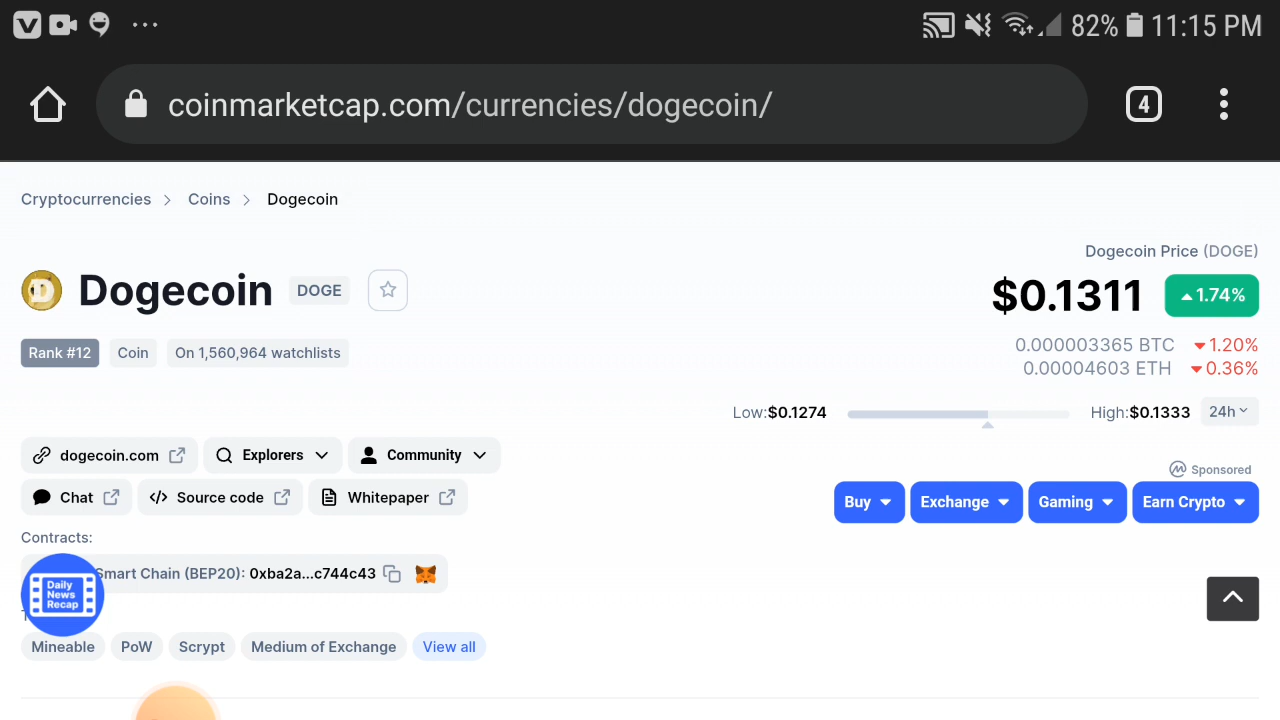 82% 11:15 PM
coinmarketcap.com/currencies/dogecoin/
4
Cryptocurrencies > Coins > Dogecoin
Dogecoin Price (DOGE)
Dogecoin DOGE
$0.1311 1.74%
Rank #12 Coin On 1,560,964 watchlists
0.000003365 BTC 1.20%
0.00004603 ETH 0.36%
Low:$0.1274 High:$0.1333 24h
dogecoin.com Explorers Community
Sponsored
Chat Source code Whitepaper
Buy Exchange Gaming Earn Crypto
Contracts:
Smart Chain (BEP20): 0xba2a...c744c43
Daily
News
Recap
Mineable PoW Scrypt Medium of Exchange View all